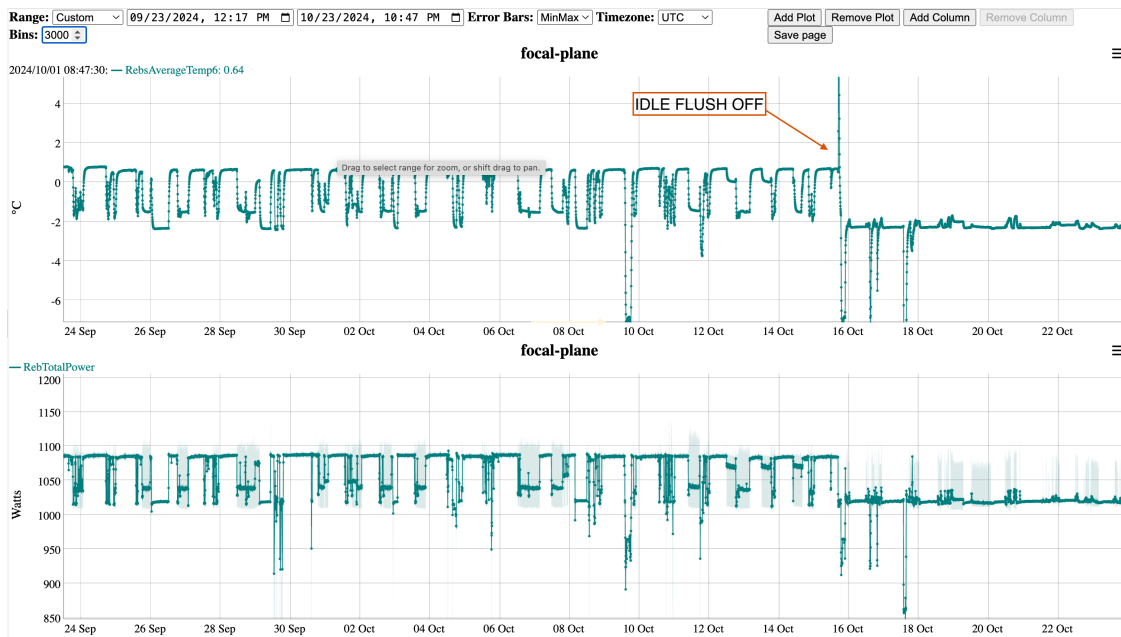 Range: Custom 09/23/2024, 12:17 PM 10/23/2024, 10:47 PM Error Bars: MinMax Timezone: UTC Add Plot Remove Plot Add Column Remove Column
Bins: 3000 Save page
focal-plane
2024/10/01 08:47:30: — RebsAverageTemp6: 0.64
IDLE FLUSH OFF
Drag to select range for zoom, or shift drag to pan.
4
2
0
-2
-4
-6
°C
24 Sep 26 Sep 28 Sep 30 Sep 02 Oct 04 Oct 06 Oct 08 Oct 10 Oct 12 Oct 14 Oct 16 Oct 18 Oct 20 Oct 22 Oct
focal-plane
— RebTotalPower
1200
1150
1100
1050
1000
950
900
850
Watts
24 Sep 26 Sep 28 Sep 30 Sep 02 Oct 04 Oct 06 Oct 08 Oct 10 Oct 12 Oct 14 Oct 16 Oct 18 Oct 20 Oct 22 Oct